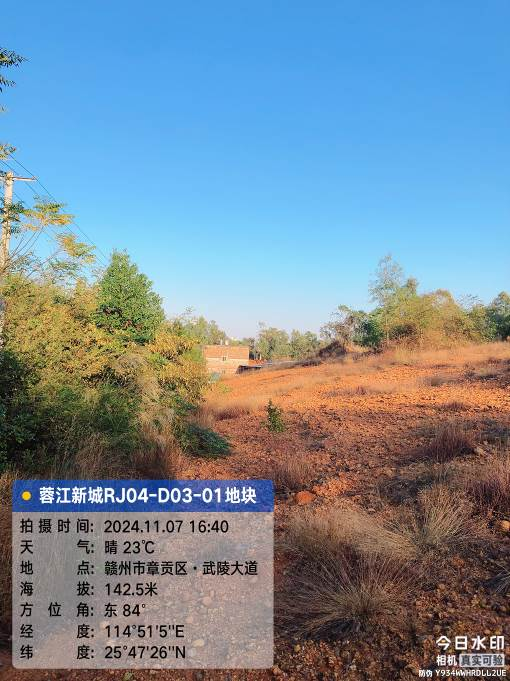 蓉江新城RJ04-D03-01地块
拍摄时间: 2024.11.07 16:40
天气: 晴 23℃
地点: 赣州市章贡区·武陵大道
海拔: 142.5米
方位角: 东 84°
经度: 114°51'5''E
纬度: 25°47'26''N
今日水印
相机 真实可验
防伪 Y934WWHRDLL2UE